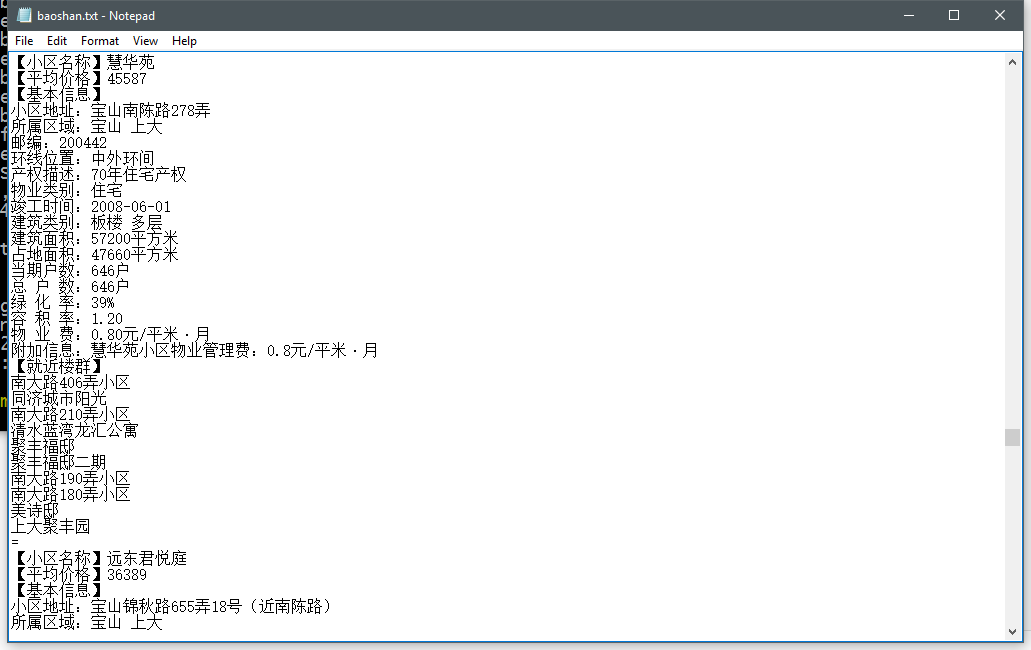 baoshan.txt - Notepad
File Edit Format View Help
【小区名称】慧华苑
【平均价格】45587
【基本信息】
小区地址：宝山南陈路278弄
所属区域：宝山 上大
邮编：200442
环线位置：中外环间
产权描述：70年住宅产权
物业类别：住宅
竣工时间：2008-06-01
建筑类别：板楼 多层
建筑面积：57200平方米
占地面积：47660平方米
当期户数：646户
总 户 数：646户
绿 化 率：39%
容 积 率：1.20
物 业 费：0.80元/平米·月
附加信息：慧华苑小区物业管理费：0.8元/平米·月
【就近楼群】
南大路406弄小区
同济城市阳光
南大路210弄小区
清水蓝湾龙汇公寓
聚丰福邸
聚丰福邸二期
南大路190弄小区
南大路180弄小区
美诗邸
上大聚丰园
=
【小区名称】远东君悦庭
【平均价格】36389
【基本信息】
小区地址：宝山锦秋路655弄18号（近南陈路）
所属区域：宝山 上大